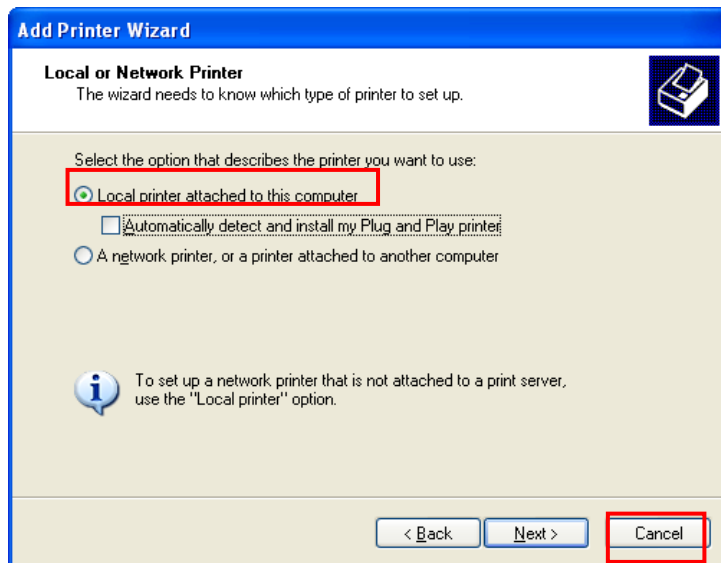 Add Printer Wizard
Local or Network Printer
The wizard needs to know which type of printer to set up.
Select the option that describes the printer you want to use:
Local printer attached to this computer
Automatically detect and install my Plug and Play printer
A network printer, or a printer attached to another computer
To set up a network printer that is not attached to a print server,
use the "Local printer" option.
< Back
Next >
Cancel